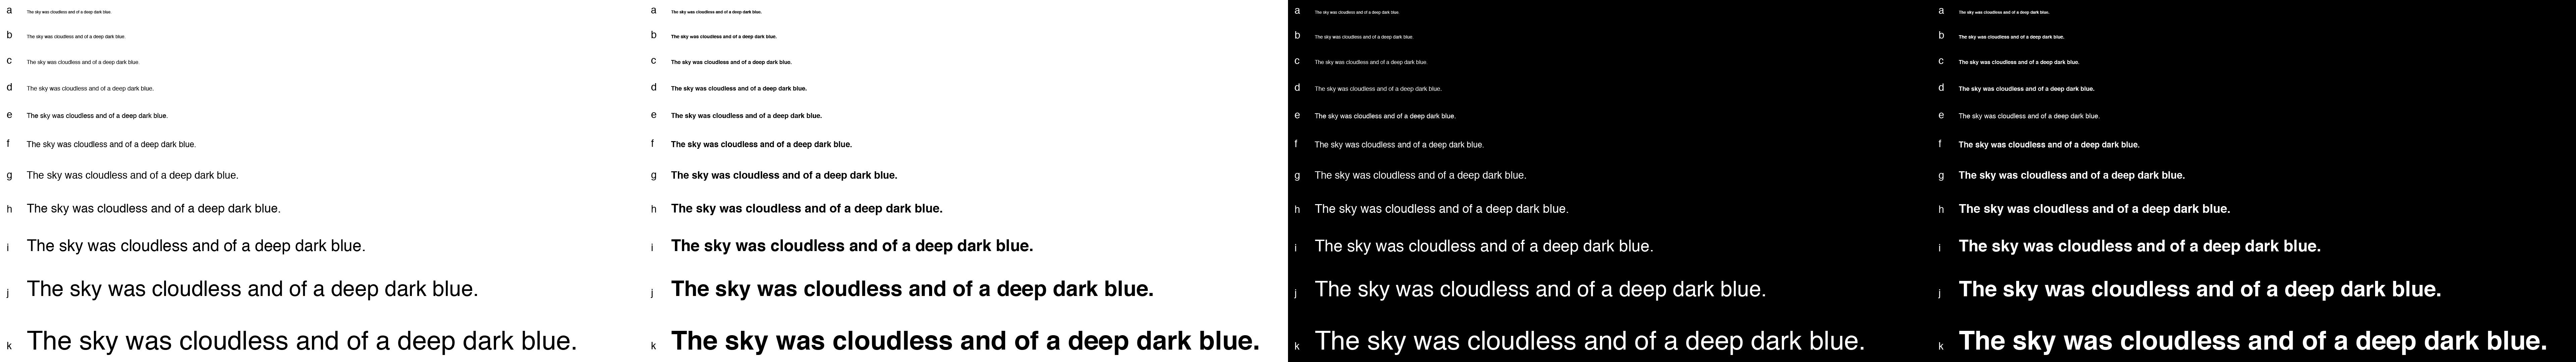 a The sky was cloudless and of a deep dark blue.
b The sky was cloudless and of a deep dark blue.
c The sky was cloudless and of a deep dark blue.
d The sky was cloudless and of a deep dark blue.
e The sky was cloudless and of a deep dark blue.
f The sky was cloudless and of a deep dark blue.
g The sky was cloudless and of a deep dark blue.
h The sky was cloudless and of a deep dark blue.
i The sky was cloudless and of a deep dark blue.
j The sky was cloudless and of a deep dark blue.
k The sky was cloudless and of a deep dark blue.
a The sky was cloudless and of a deep dark blue.
b The sky was cloudless and of a deep dark blue.
c The sky was cloudless and of a deep dark blue.
d The sky was cloudless and of a deep dark blue.
e The sky was cloudless and of a deep dark blue.
f The sky was cloudless and of a deep dark blue.
g The sky was cloudless and of a deep dark blue.
h The sky was cloudless and of a deep dark blue.
i The sky was cloudless and of a deep dark blue.
j The sky was cloudless and of a deep dark blue.
k The sky was cloudless and of a deep dark blue.
a The sky was cloudless and of a deep dark blue.
b The sky was cloudless and of a deep dark blue.
c The sky was cloudless and of a deep dark blue.
d The sky was cloudless and of a deep dark blue.
e The sky was cloudless and of a deep dark blue.
f The sky was cloudless and of a deep dark blue.
g The sky was cloudless and of a deep dark blue.
h The sky was cloudless and of a deep dark blue.
i The sky was cloudless and of a deep dark blue.
j The sky was cloudless and of a deep dark blue.
k The sky was cloudless and of a deep dark blue.
a The sky was cloudless and of a deep dark blue.
b The sky was cloudless and of a deep dark blue.
c The sky was cloudless and of a deep dark blue.
d The sky was cloudless and of a deep dark blue.
e The sky was cloudless and of a deep dark blue.
f The sky was cloudless and of a deep dark blue.
g The sky was cloudless and of a deep dark blue.
h The sky was cloudless and of a deep dark blue.
i The sky was cloudless and of a deep dark blue.
j The sky was cloudless and of a deep dark blue.
k The sky was cloudless and of a deep dark blue.